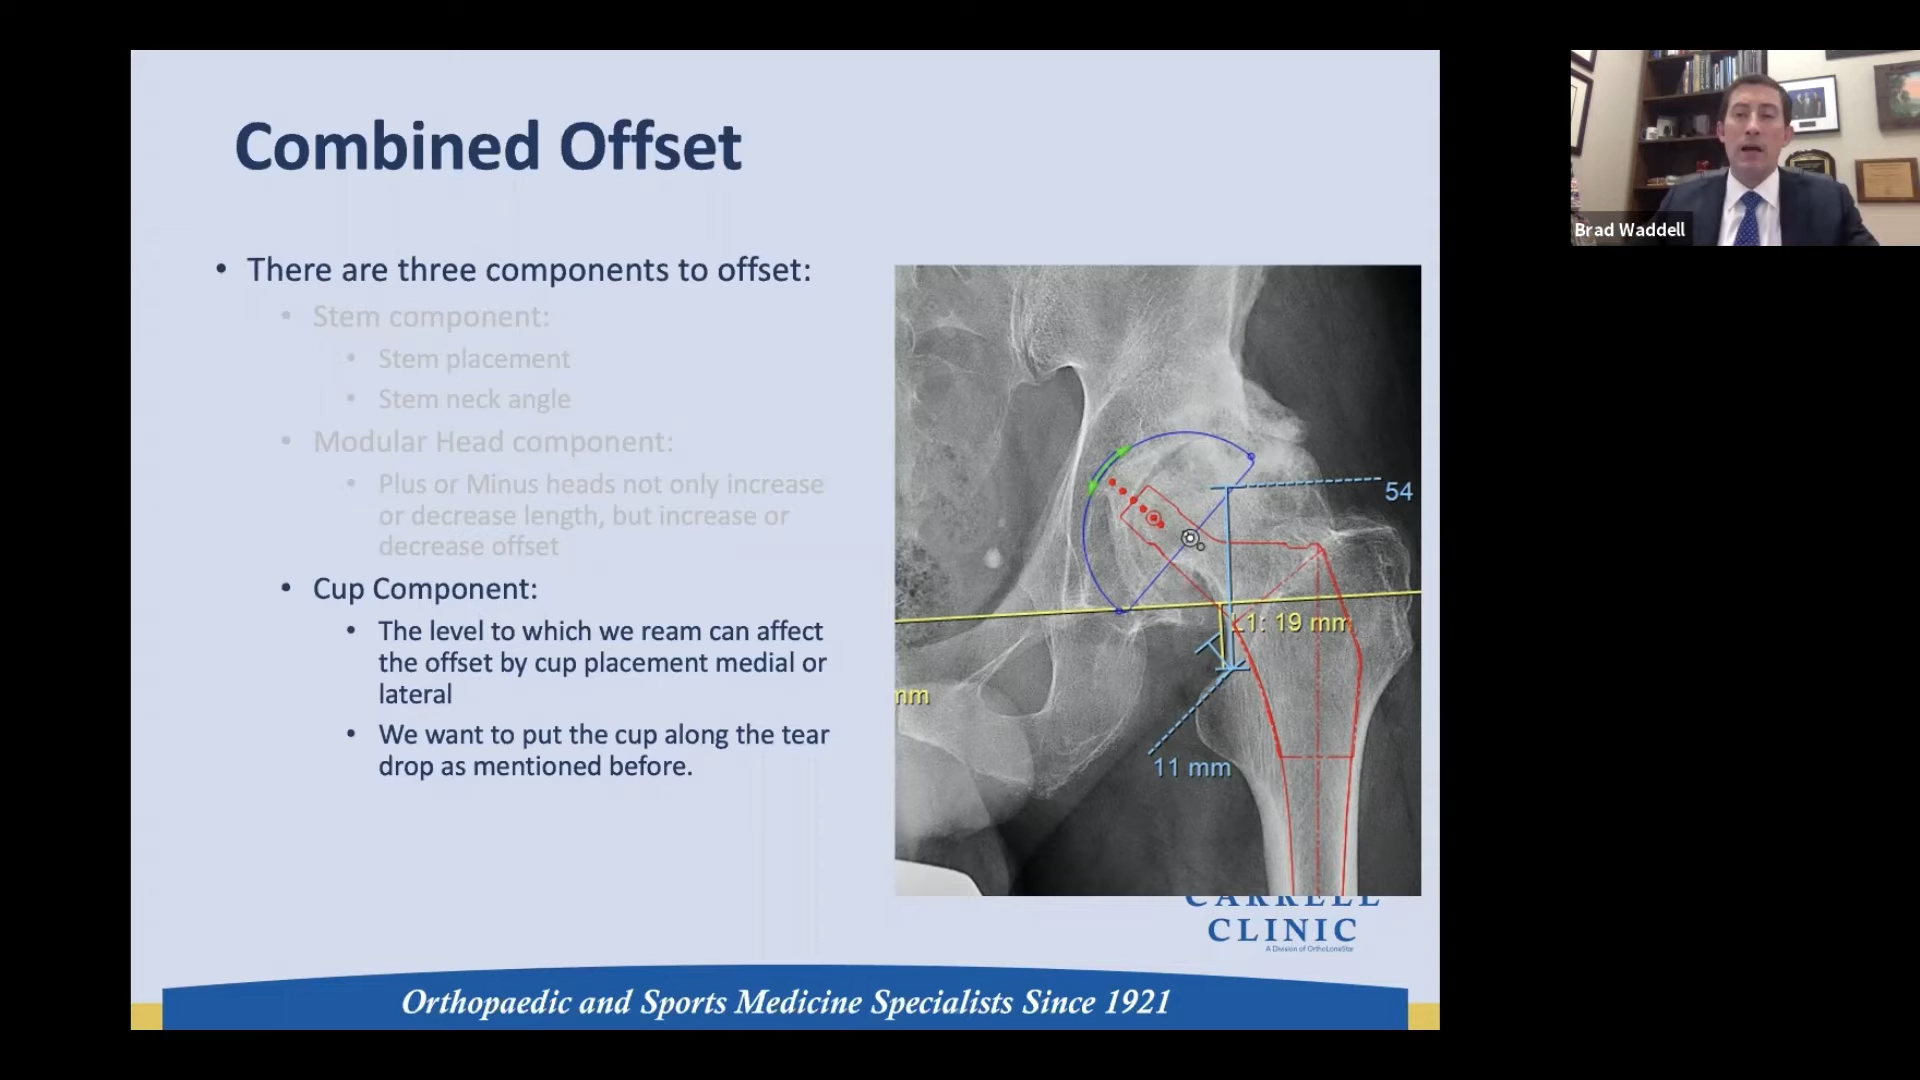 Combined Offset
• There are three components to offset:
• Stem component:
• Stem placement
• Stem neck angle
• Modular Head component:
• Plus or Minus heads not only increase
or decrease length, but increase or
decrease offset
• Cup Component:
• The level to which we ream can affect
the offset by cup placement medial or
lateral
• We want to put the cup along the tear
drop as mentioned before.
54
L1: 19 mm
mm
11 mm
CARRELL
CLINIC
A Division of OrthoLoneStar
Orthopaedic and Sports Medicine Specialists Since 1921
Brad Waddell